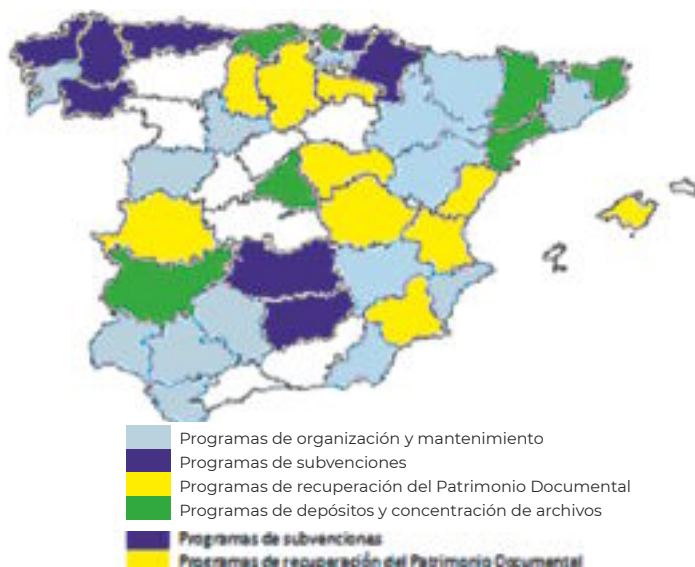 Programas de organización y mantenimiento
Programas de subvenciones
Programas de recuperación del Patrimonio Documental
Programas de depósitos y concentración de archivos
Programas de subvenciones
Programas de recuperación del Patrimonio Documental